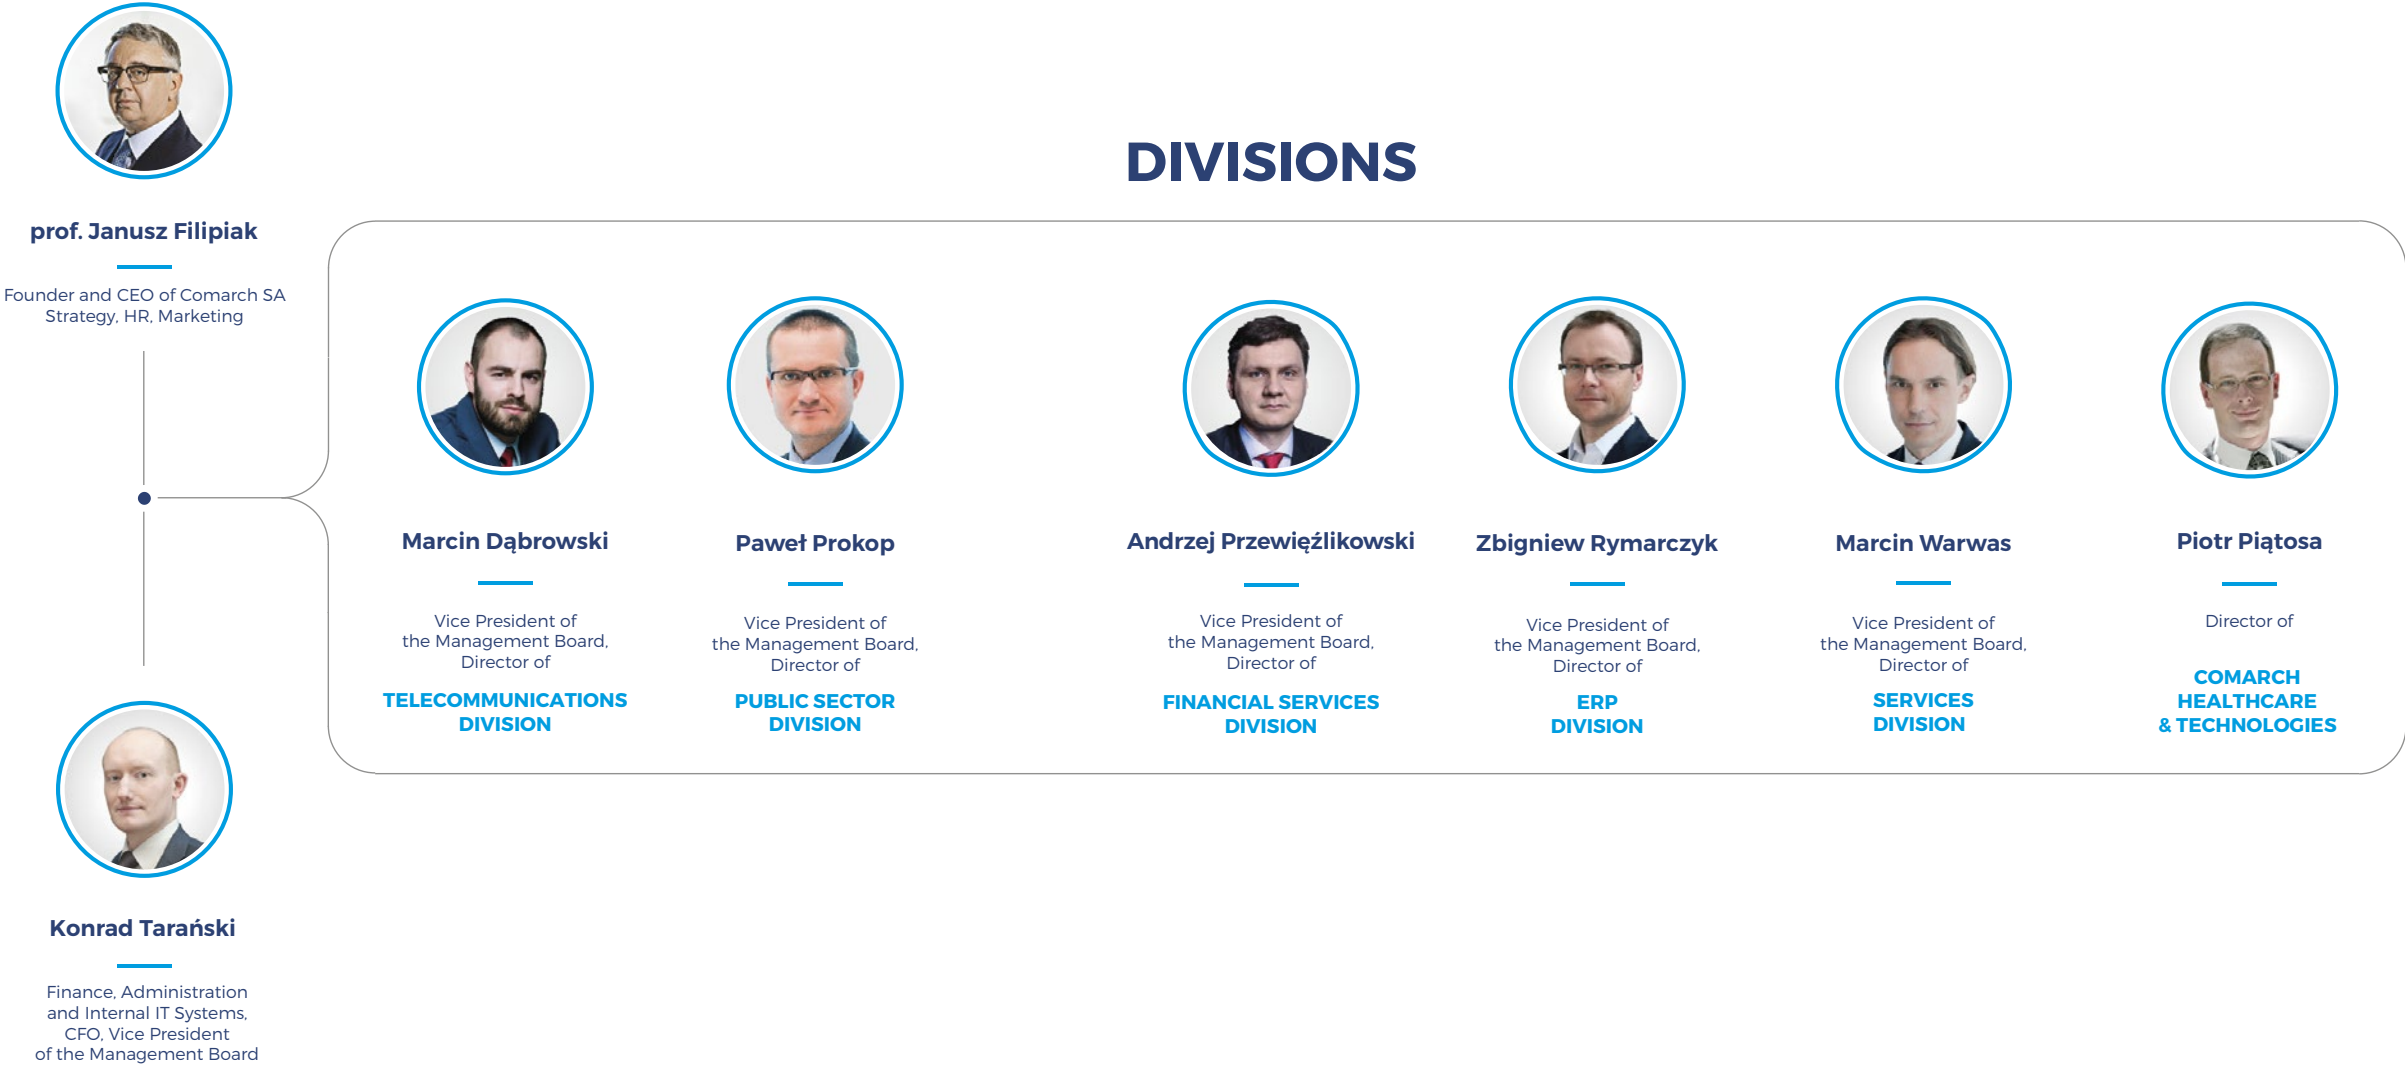 prof. Janusz Filipiak
Founder and CEO of Comarch SA
Strategy, HR, Marketing
Konrad Tarański
Finance, Administration
and Internal IT Systems,
CFO, Vice President
of the Management Board
DIVISIONS
Marcin Dąbrowski
Vice President of
the Management Board,
Director of
TELECOMMUNICATIONS
DIVISION
Paweł Prokop
Vice President of
the Management Board,
Director of
PUBLIC SECTOR
DIVISION
Andrzej Przewięźlikowski
Vice President of
the Management Board,
Director of
FINANCIAL SERVICES
DIVISION
Zbigniew Rymarczyk
Vice President of
the Management Board,
Director of
ERP
DIVISION
Marcin Warwas
Vice President of
the Management Board,
Director of
SERVICES
DIVISION
Piotr Piątosa
Director of
COMARCH
HEALTHCARE
& TECHNOLOGIES